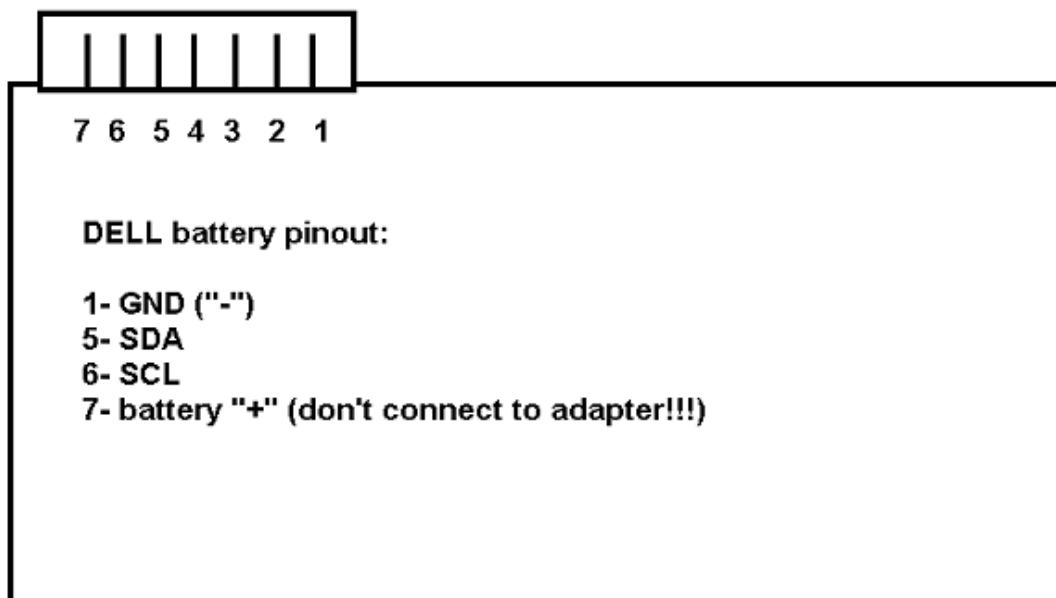 7 6 5 4 3 2 1
DELL battery pinout:
1- GND ("-")
5- SDA
6- SCL
7- battery "+" (don't connect to adapter!!!)